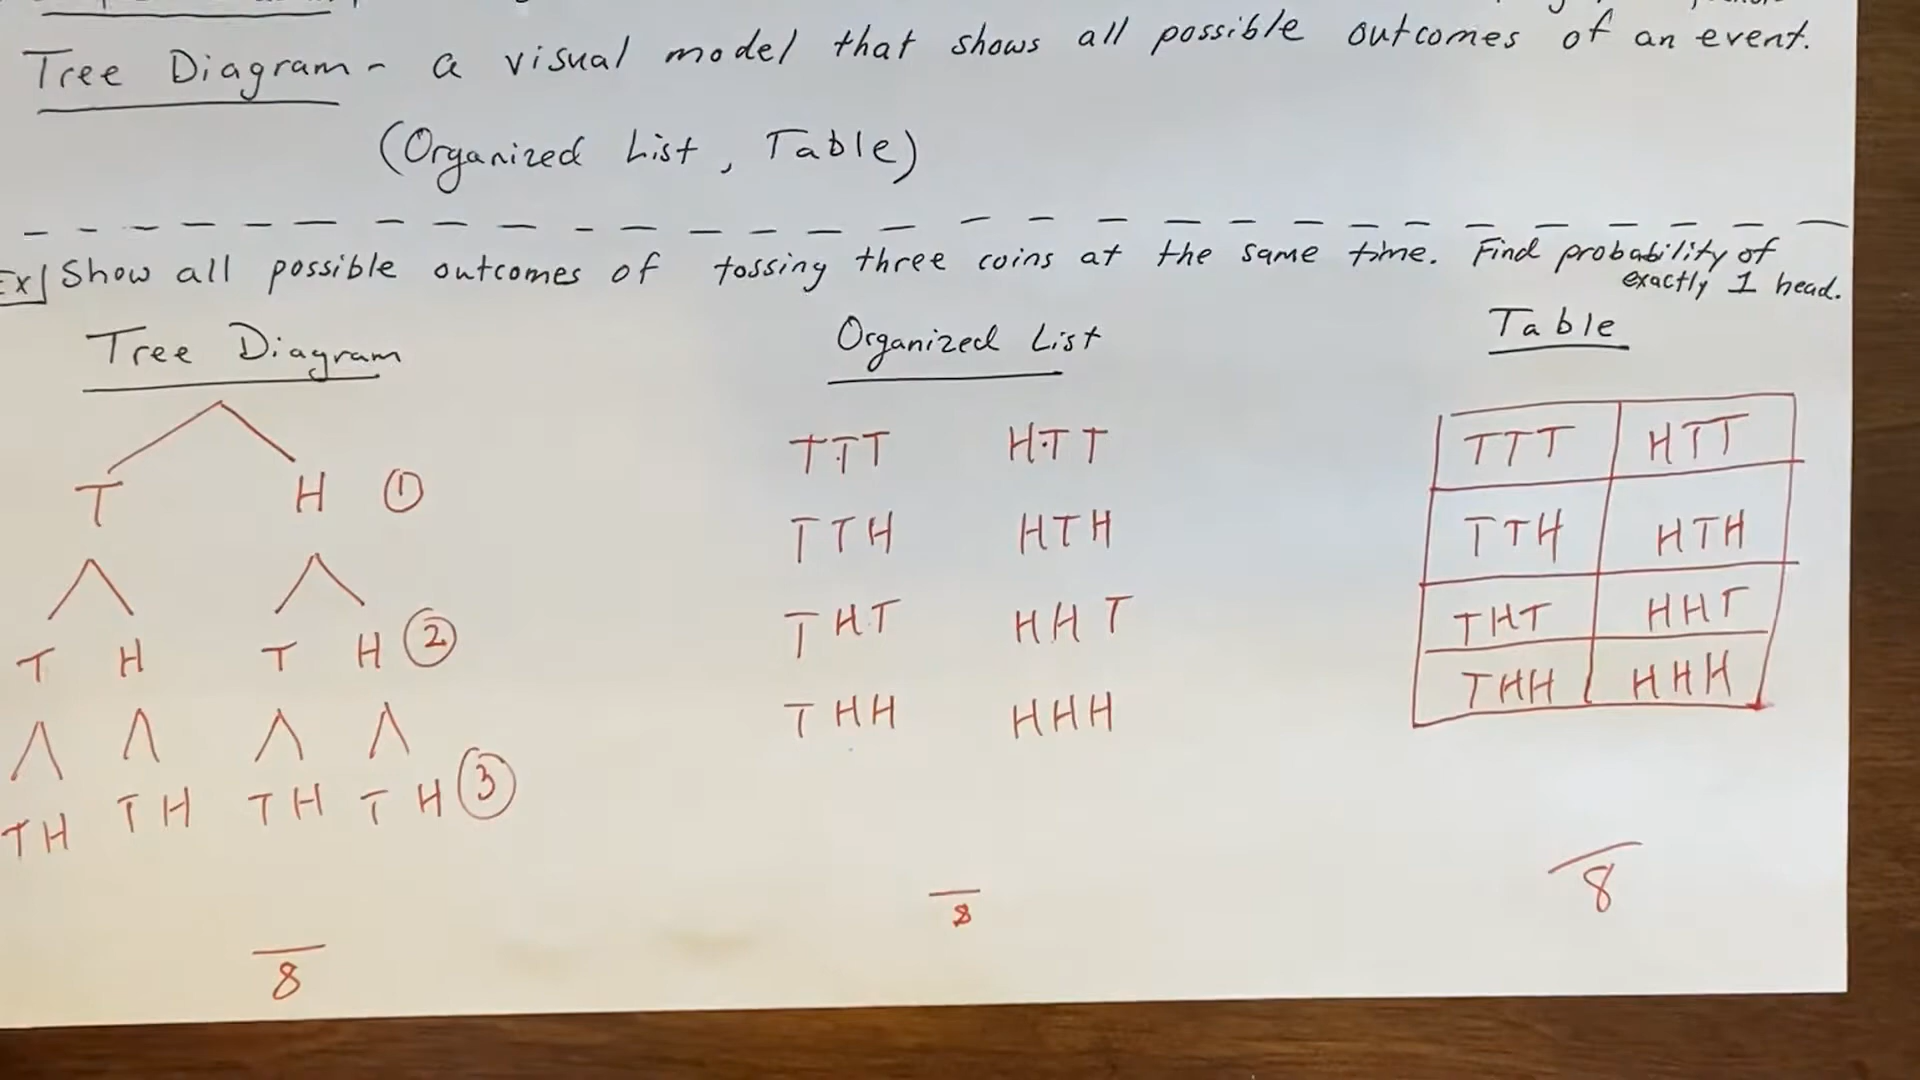 Tree Diagram - a visual model that shows all possible outcomes of an event.
(Organized List, Table)
Ex| Show all possible outcomes of tossing three coins at the same time. Find probability of
exactly 1 head.
Tree Diagram
T H ①
T H T H ②
TH TH TH TH ③
8
Organized List
TTT HTT
TTH HTH
THT HHT
THH HHH
8
Table
TTT HTT
TTH HTH
THT HHT
THH HHH
8